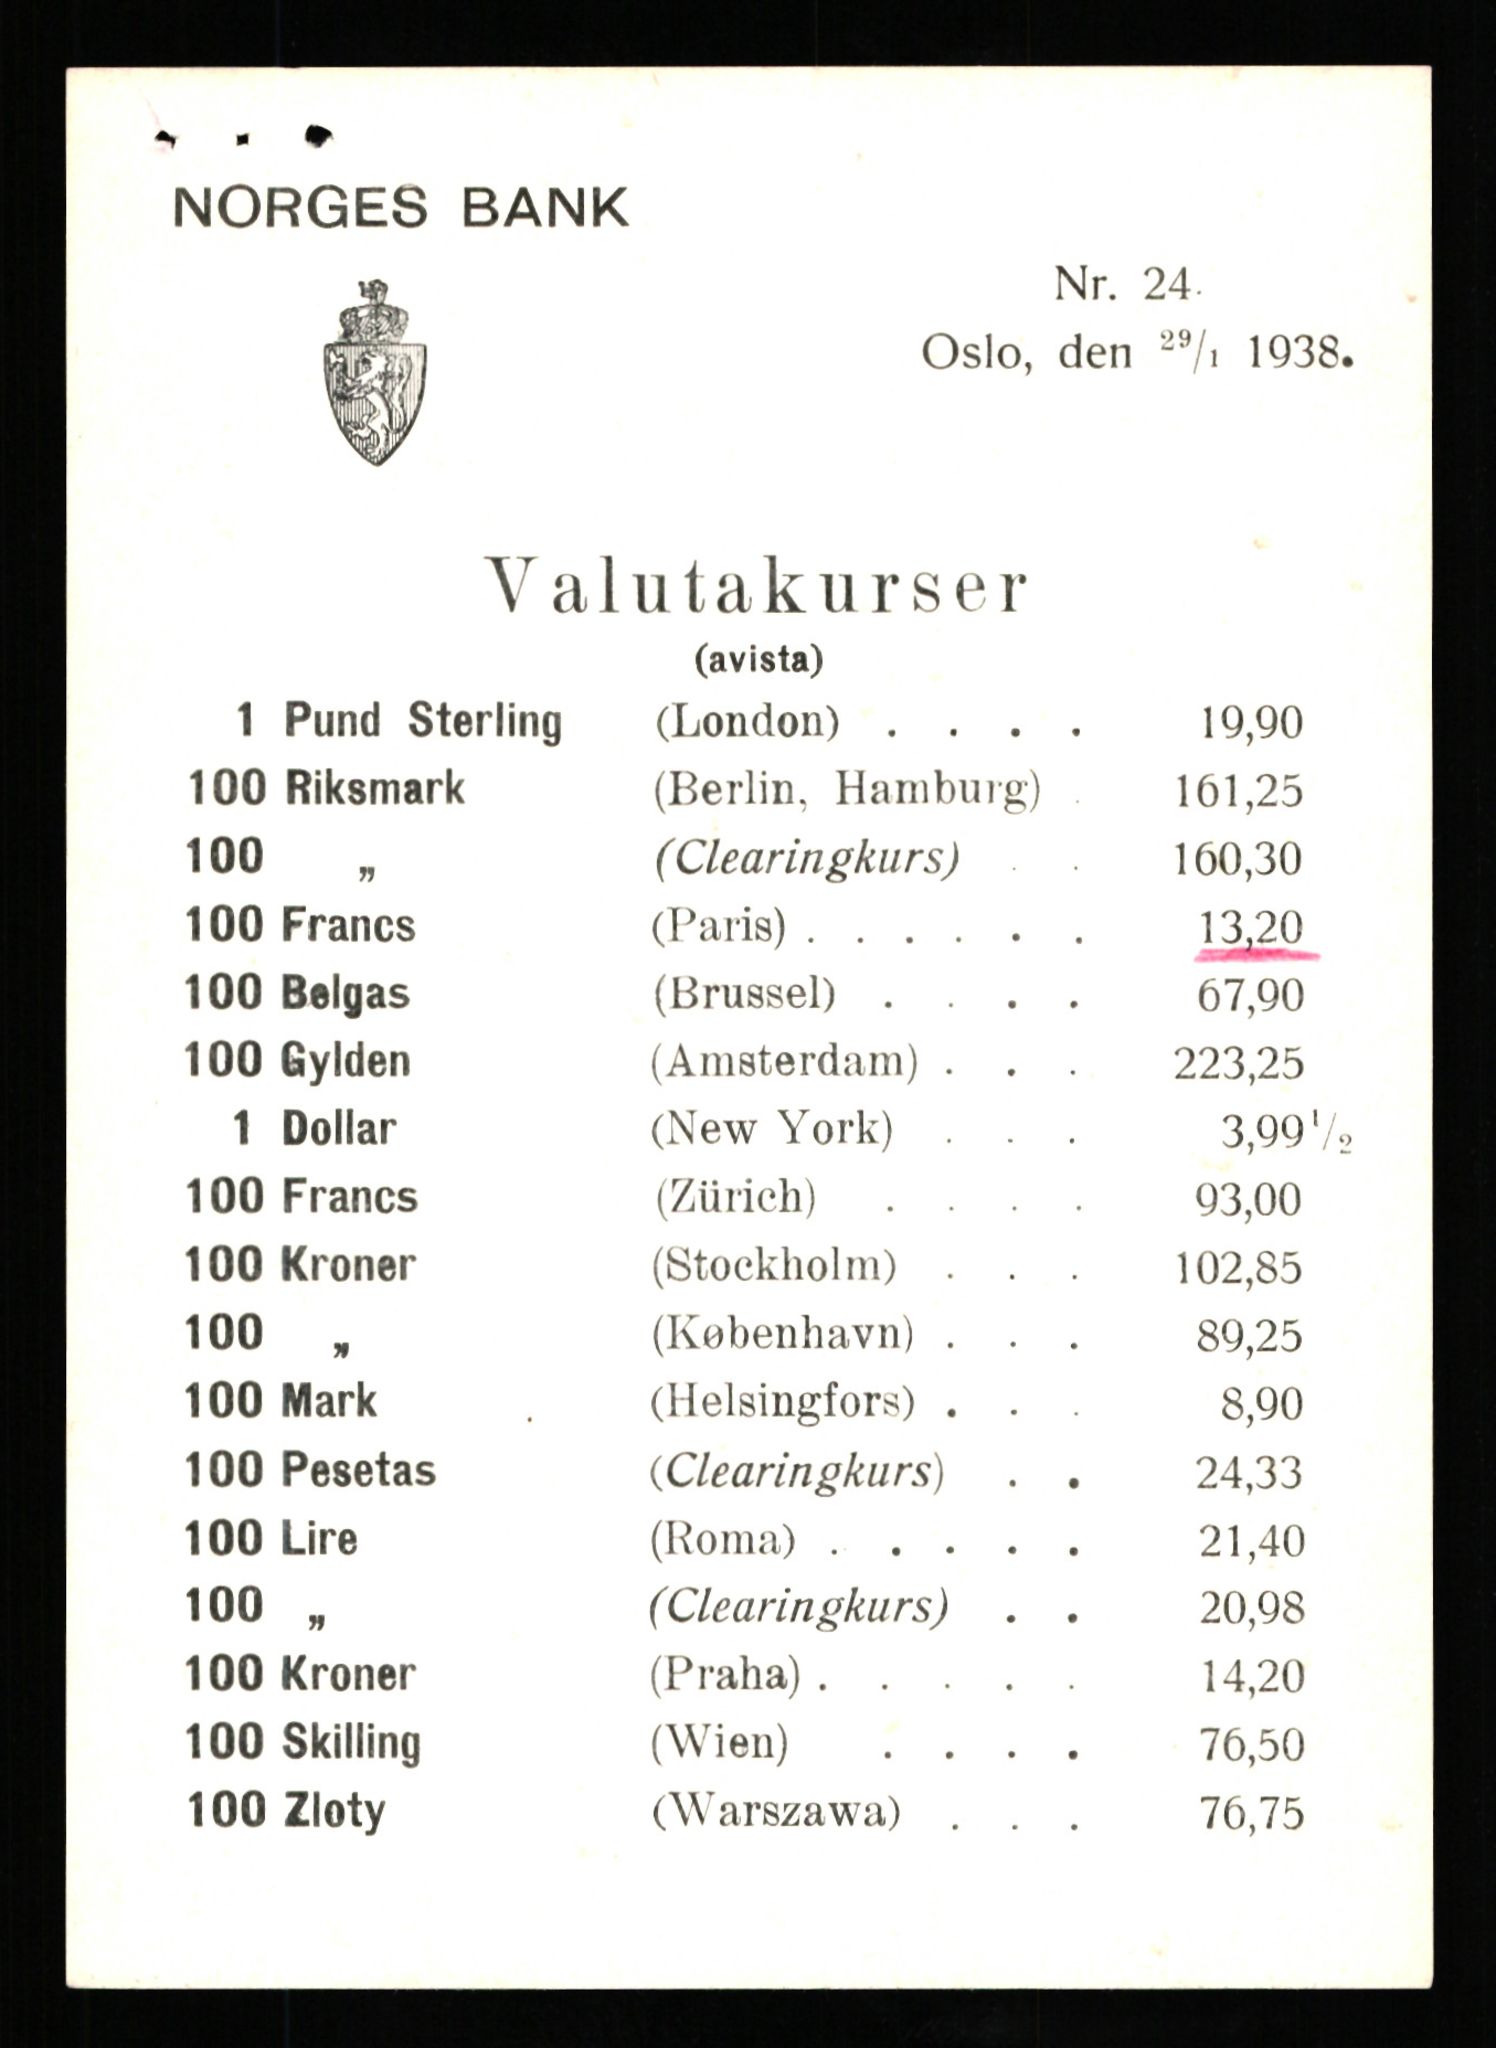 NORGES BANK
Nr. 24.
Oslo, den 29/1 1938.
Valutakurser
(avista)
1 Pund Sterling (London) . . . . 19,90
100 Riksmark (Berlin, Hamburg) . 161,25
100 „ (Clearingkurs) . . 160,30
100 Francs (Paris) . . . . . . 13,20
100 Belgas (Brussel) . . . . 67,90
100 Gylden (Amsterdam) . . . 223,25
1 Dollar (New York) . . . 3,99 1/2
100 Francs (Zürich) . . . . 93,00
100 Kroner (Stockholm) . . . 102,85
100 „ (København) . . . 89,25
100 Mark (Helsingfors) . . . 8,90
100 Pesetas (Clearingkurs) . . 24,33
100 Lire (Roma) . . . . . 21,40
100 „ (Clearingkurs) . . 20,98
100 Kroner (Praha) . . . . . 14,20
100 Skilling (Wien) . . . . 76,50
100 Zloty (Warszawa) . . . 76,75